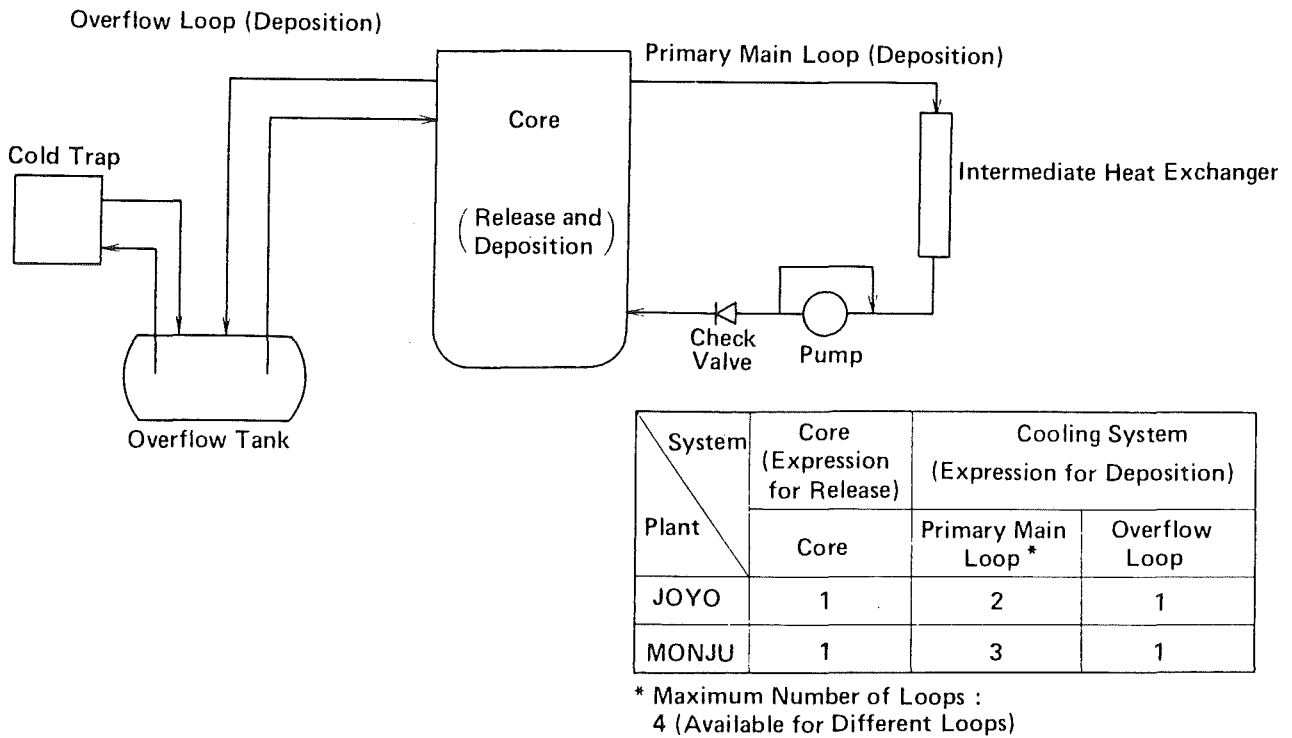 Overflow Loop (Deposition)
Primary Main Loop (Deposition)
Core
(Release and
Deposition)
Cold Trap
Intermediate Heat Exchanger
Check
Valve
Pump
Overflow Tank
System
Plant
Core
(Expression
for Release)
Cooling System
(Expression for Deposition)
Core
Primary Main
Loop *
Overflow
Loop
JOYO 1 2 1
MONJU 1 3 1
* Maximum Number of Loops :
4 (Available for Different Loops)